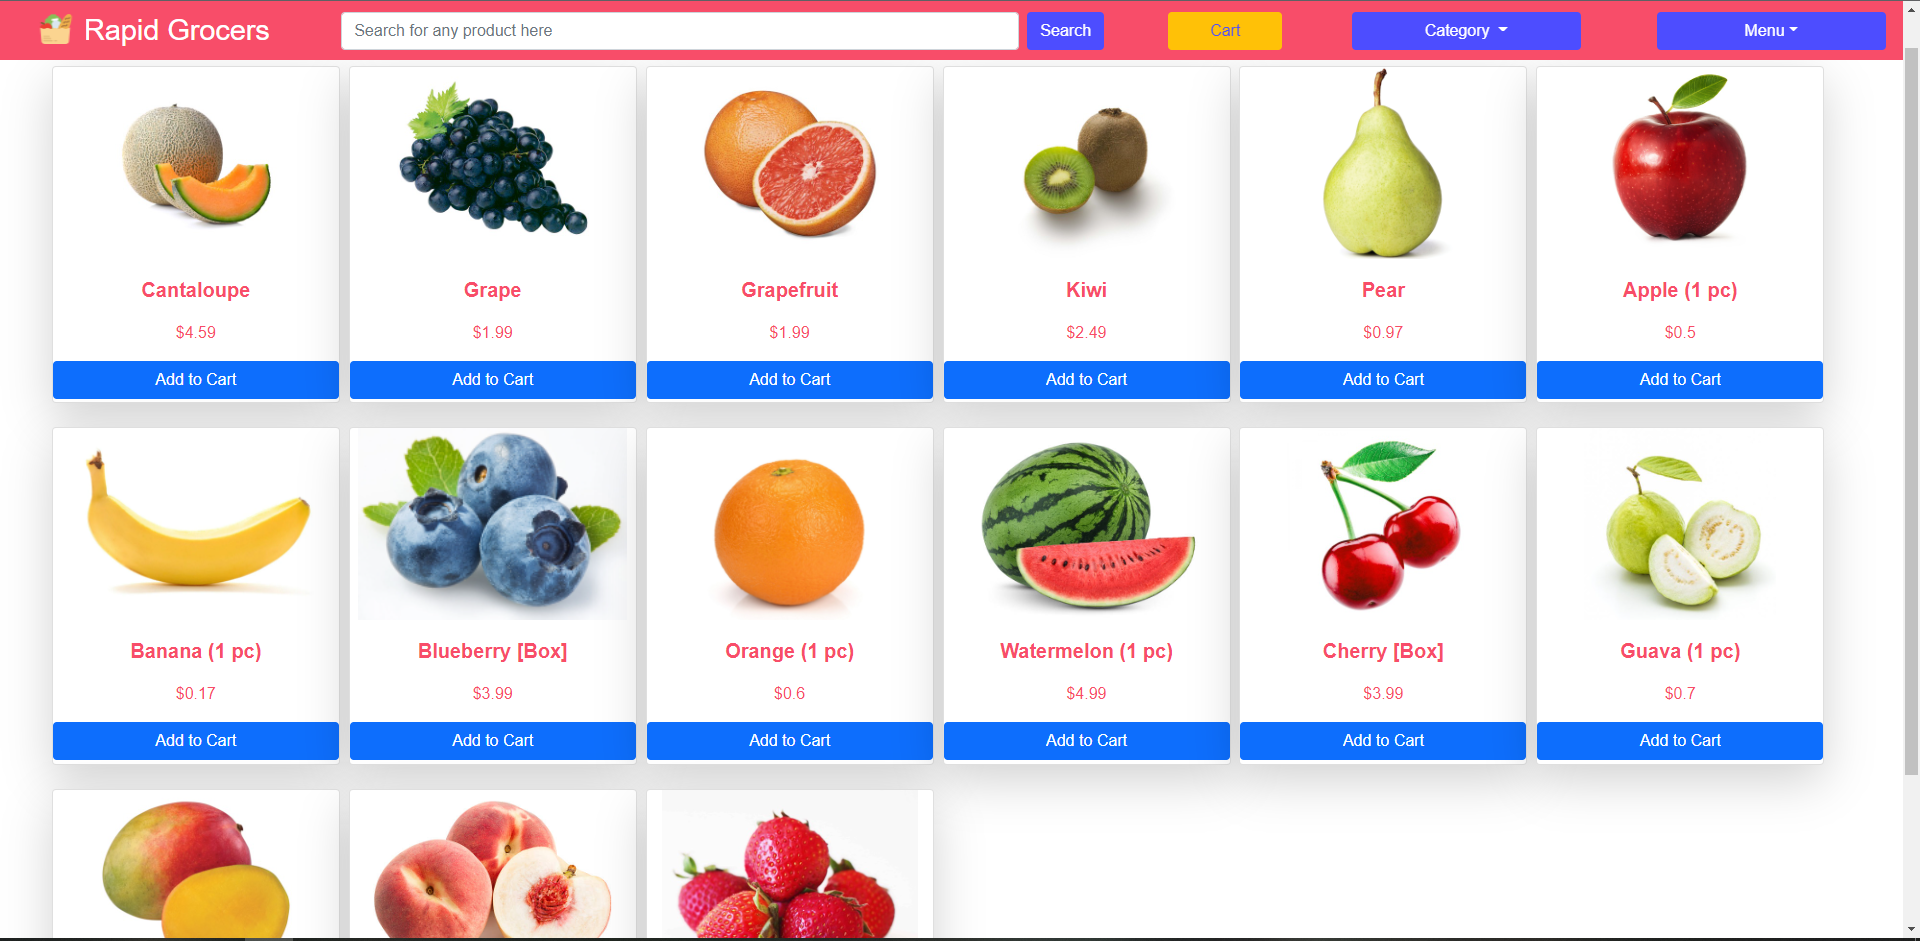 Rapid Grocers
Search for any product here
Search
Cart
Category
Menu
Cantaloupe
$4.59
Add to Cart
Grape
$1.99
Add to Cart
Grapefruit
$1.99
Add to Cart
Kiwi
$2.49
Add to Cart
Pear
$0.97
Add to Cart
Apple (1 pc)
$0.5
Add to Cart
Banana (1 pc)
$0.17
Add to Cart
Blueberry [Box]
$3.99
Add to Cart
Orange (1 pc)
$0.6
Add to Cart
Watermelon (1 pc)
$4.99
Add to Cart
Cherry [Box]
$3.99
Add to Cart
Guava (1 pc)
$0.7
Add to Cart